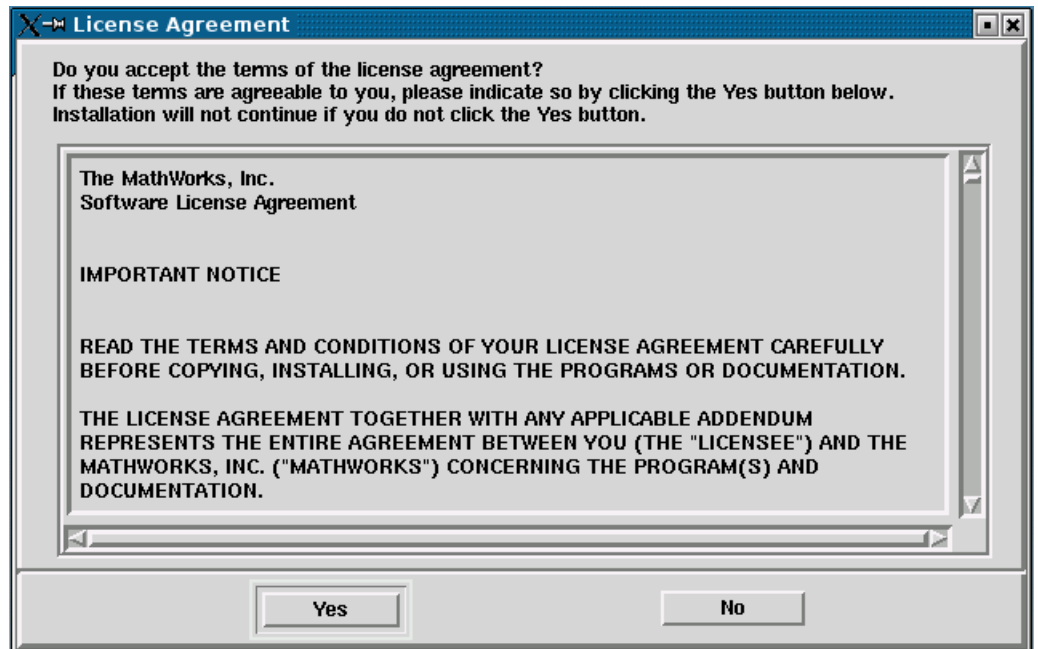 License Agreement
Do you accept the terms of the license agreement?
If these terms are agreeable to you, please indicate so by clicking the Yes button below.
Installation will not continue if you do not click the Yes button.
The MathWorks, Inc.
Software License Agreement
IMPORTANT NOTICE
READ THE TERMS AND CONDITIONS OF YOUR LICENSE AGREEMENT CAREFULLY
BEFORE COPYING, INSTALLING, OR USING THE PROGRAMS OR DOCUMENTATION.
THE LICENSE AGREEMENT TOGETHER WITH ANY APPLICABLE ADDENDUM
REPRESENTS THE ENTIRE AGREEMENT BETWEEN YOU (THE "LICENSEE") AND THE
MATHWORKS, INC. ("MATHWORKS") CONCERNING THE PROGRAM(S) AND
DOCUMENTATION.
Yes
No